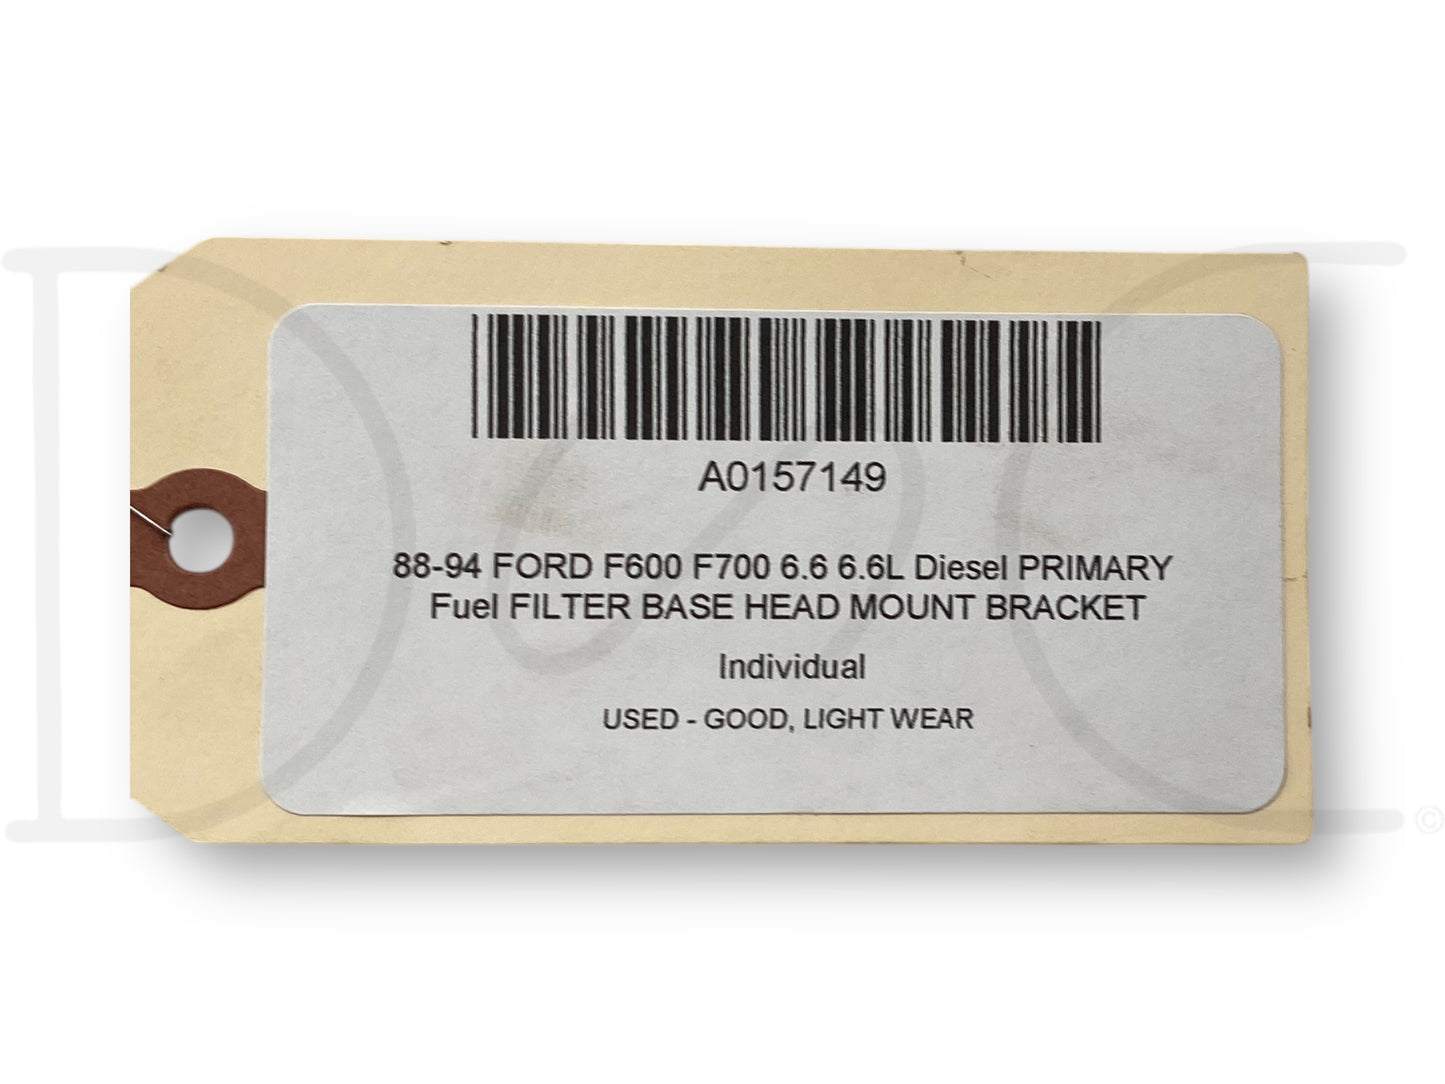 A0157149
88-94 FORD F600 F700 6.6 6.6L Diesel PRIMARY
Fuel FILTER BASE HEAD MOUNT BRACKET
Individual
USED - GOOD, LIGHT WEAR
©